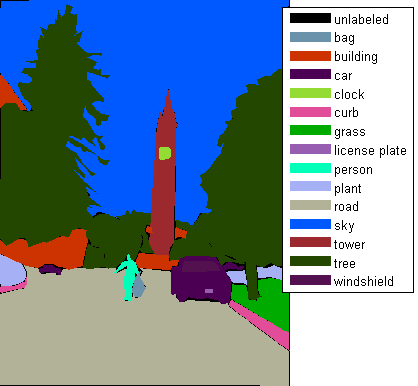 unlabeled
bag
building
car
clock
curb
grass
license plate
person
plant
road
sky
tower
tree
windshield